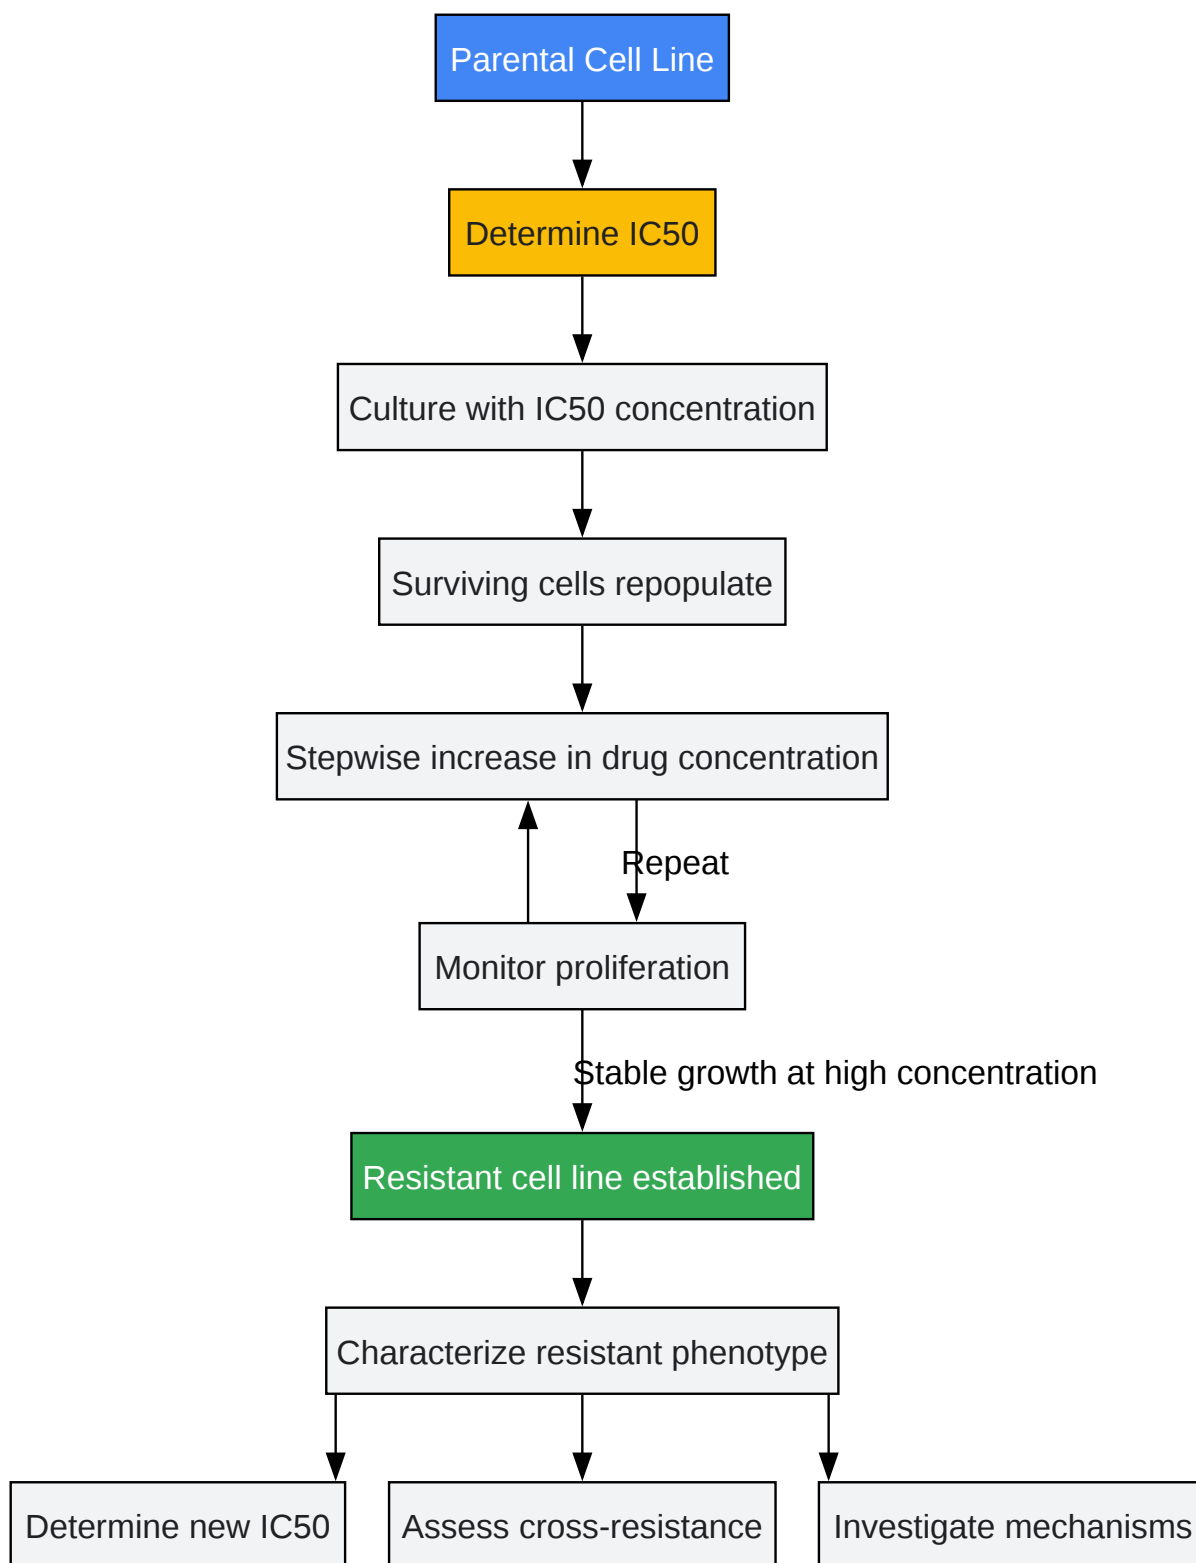 Parental Cell Line
Determine IC50
Culture with IC50 concentration
Surviving cells repopulate
Stepwise increase in drug concentration
Repeat
Monitor proliferation
Stable growth at high concentration
Resistant cell line established
Characterize resistant phenotype
Determine new IC50
Assess cross-resistance
Investigate mechanisms